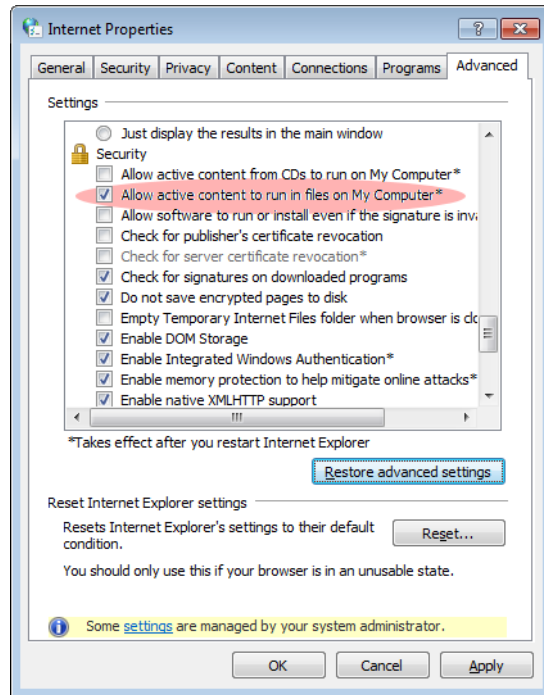 Internet Properties
General Security Privacy Content Connections Programs Advanced
Settings
Just display the results in the main window
Security
Allow active content from CDs to run on My Computer*
Allow active content to run in files on My Computer*
Allow software to run or install even if the signature is
Check for publisher's certificate revocation
Check for server certificate revocation*
Check for signatures on downloaded programs
Do not save encrypted pages to disk
Empty Temporary Internet Files folder when browser is
Enable DOM Storage
Enable Integrated Windows Authentication*
Enable memory protection to help mitigate online attacks*
Enable native XMLHTTP support
*Takes effect after you restart Internet Explorer
Restore advanced settings
Reset Internet Explorer settings
Resets Internet Explorer's settings to their default
condition.
Reset...
You should only use this if your browser is in an unusable state.
Some settings are managed by your system administrator.
OK Cancel Apply